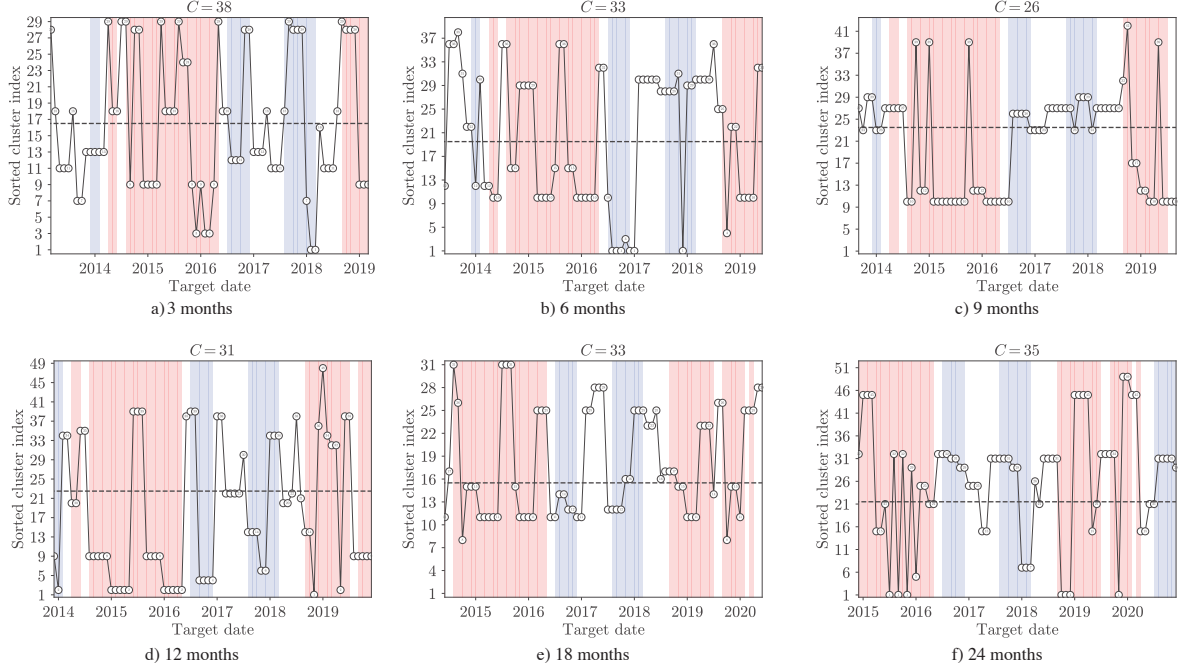 C = 38
29
27
25
23
21
19
17
15
13
11
9
7
5
3
1
Sorted cluster index
2014 2015 2016 2017 2018 2019
Target date
a) 3 months
C = 33
37
33
29
25
21
17
13
9
5
1
Sorted cluster index
2014 2015 2016 2017 2018 2019
Target date
b) 6 months
C = 26
41
37
33
29
25
21
17
13
9
5
1
Sorted cluster index
2014 2015 2016 2017 2018 2019
Target date
c) 9 months
C = 31
49
45
41
37
33
29
25
21
17
13
9
5
1
Sorted cluster index
2014 2015 2016 2017 2018 2019
Target date
d) 12 months
C = 33
31
28
25
22
19
16
13
10
7
4
1
Sorted cluster index
2015 2016 2017 2018 2019 2020
Target date
e) 18 months
C = 35
51
46
41
36
31
26
21
16
11
6
1
Sorted cluster index
2015 2016 2017 2018 2019 2020
Target date
f) 24 months